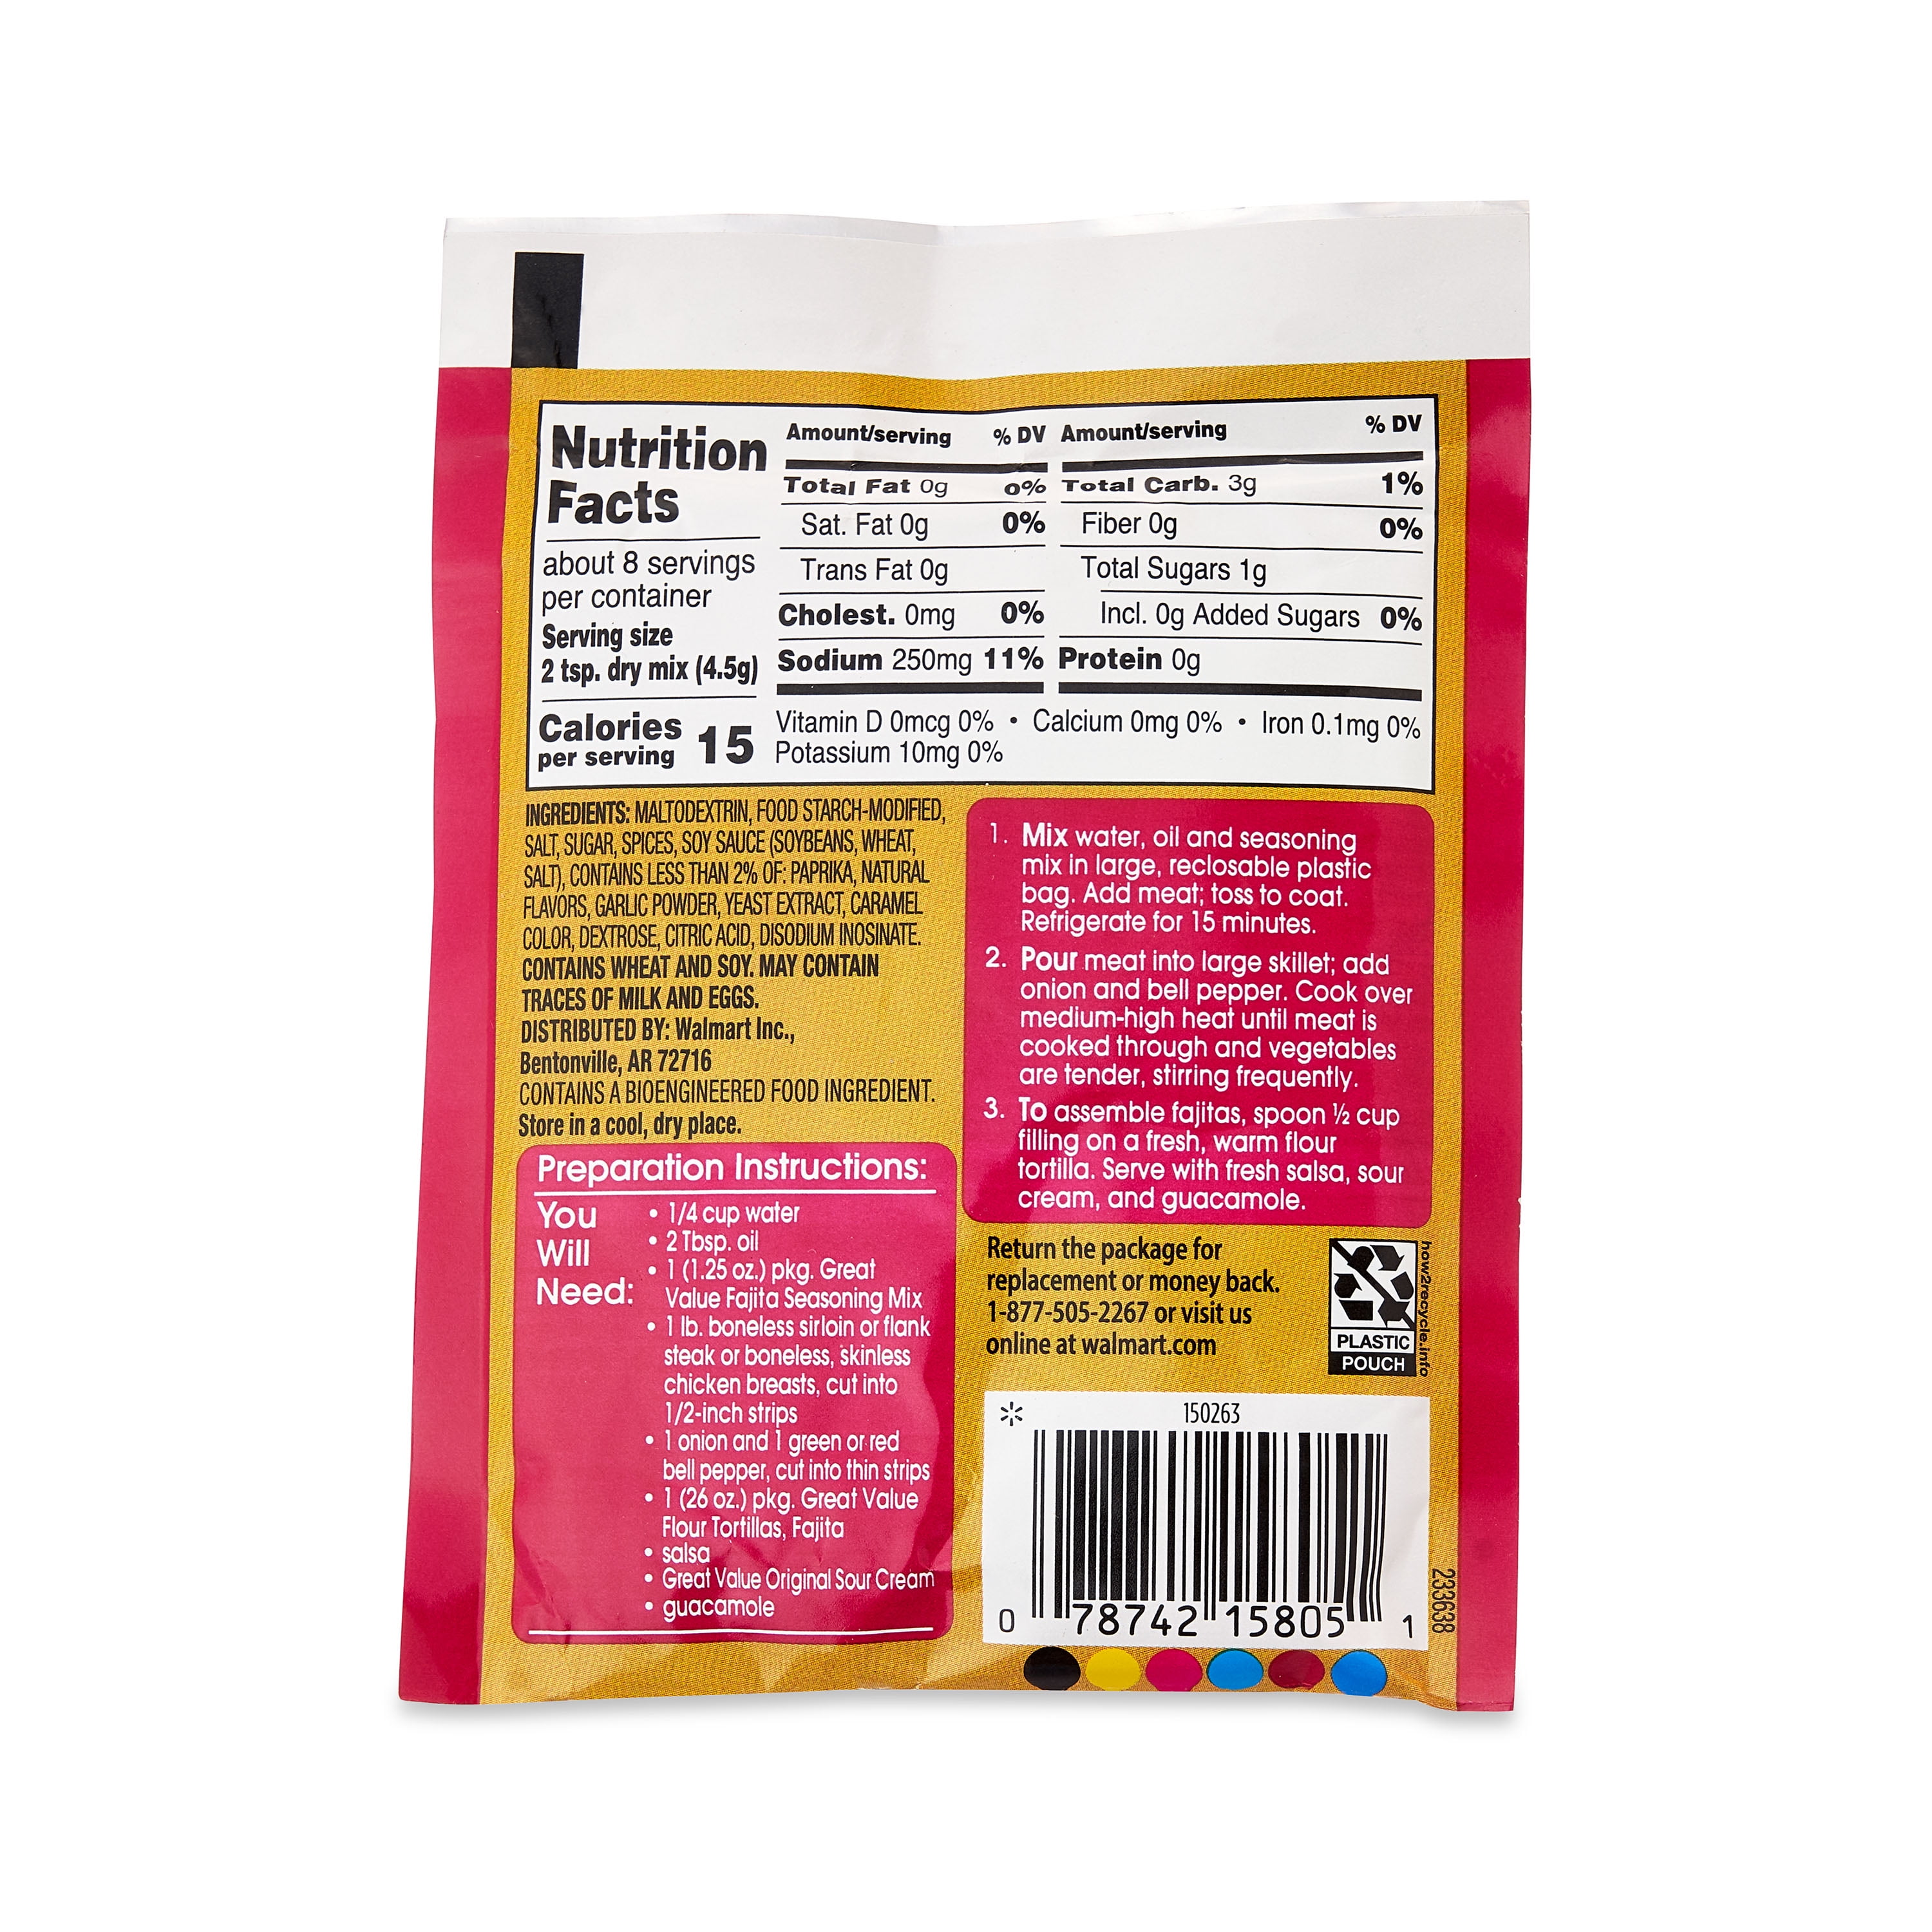 Nutrition
Facts
about 8 servings
per container
Serving size
2 tsp. dry mix (4.5g)
Calories
per serving 15
Amount/serving % DV
Total Fat 0g 0%
Sat. Fat 0g 0%
Trans Fat 0g
Cholest. 0mg 0%
Sodium 250mg 11%
Amount/serving % DV
Total Carb. 3g 1%
Fiber 0g 0%
Total Sugars 1g
Incl. 0g Added Sugars 0%
Protein 0g
Vitamin D 0mcg 0% • Calcium 0mg 0% • Iron 0.1mg 0%
Potassium 10mg 0%
INGREDIENTS: MALTODEXTRIN, FOOD STARCH-MODIFIED,
SALT, SUGAR, SPICES, SOY SAUCE (SOYBEANS, WHEAT,
SALT), CONTAINS LESS THAN 2% OF: PAPRIKA, NATURAL
FLAVORS, GARLIC POWDER, YEAST EXTRACT, CARAMEL
COLOR, DEXTROSE, CITRIC ACID, DISODIUM INOSINATE.
CONTAINS WHEAT AND SOY. MAY CONTAIN
TRACES OF MILK AND EGGS.
DISTRIBUTED BY: Walmart Inc.,
Bentonville, AR 72716
CONTAINS A BIOENGINEERED FOOD INGREDIENT.
Store in a cool, dry place.
Preparation Instructions:
You
Will
Need:
• 1/4 cup water
• 2 Tbsp. oil
• 1 (1.25 oz.) pkg. Great
Value Fajita Seasoning Mix
• 1 lb. boneless sirloin or flank
steak or boneless, skinless
chicken breasts, cut into
1/2-inch strips
• 1 onion and 1 green or red
bell pepper, cut into thin strips
• 1 (26 oz.) pkg. Great Value
Flour Tortillas, Fajita
• salsa
• Great Value Original Sour Cream
• guacamole
1. Mix water, oil and seasoning
mix in large, reclosable plastic
bag. Add meat; toss to coat.
Refrigerate for 15 minutes.
2. Pour meat into large skillet; add
onion and bell pepper. Cook over
medium-high heat until meat is
cooked through and vegetables
are tender, stirring frequently.
3. To assemble fajitas, spoon ½ cup
filling on a fresh, warm flour
tortilla. Serve with fresh salsa, sour
cream, and guacamole.
Return the package for
replacement or money back.
1-877-505-2267 or visit us
online at walmart.com
PLASTIC
POUCH
how2recycle.info
150263
0 78742 15805 1
233638